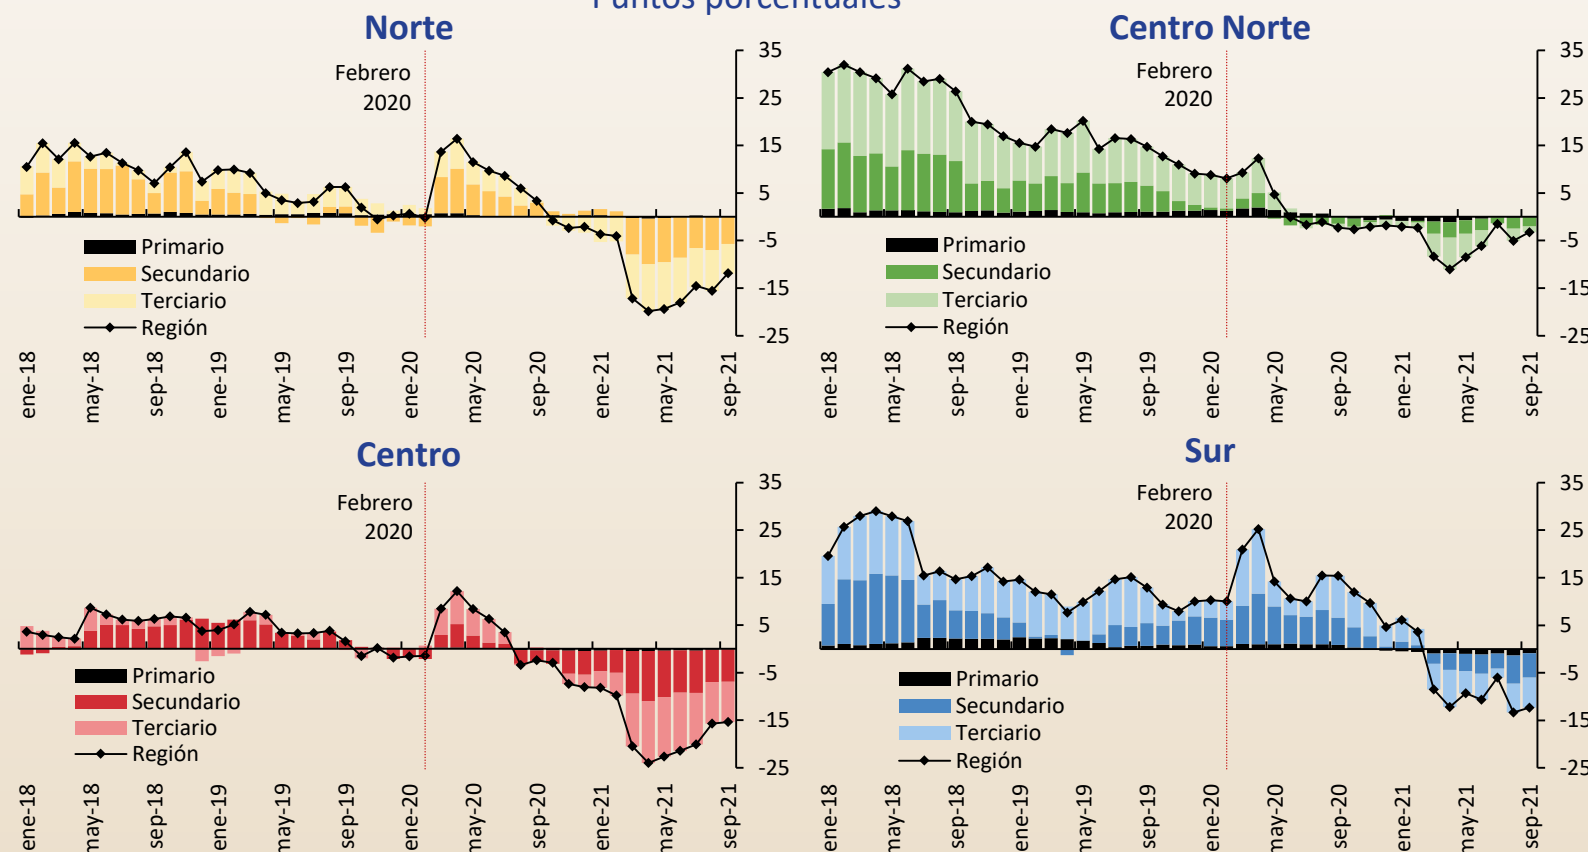 Puntos porcentuales
Norte
Febrero
2020
35
25
15
5
-5
-15
-25
Primario
Secundario
Terciario
Región
ene-18
may-18
sep-18
ene-19
may-19
sep-19
ene-20
may-20
sep-20
ene-21
may-21
sep-21
Centro Norte
Febrero
2020
35
25
15
5
-5
-15
-25
Primario
Secundario
Terciario
Región
ene-18
may-18
sep-18
ene-19
may-19
sep-19
ene-20
may-20
sep-20
ene-21
may-21
sep-21
Centro
Febrero
2020
35
25
15
5
-5
-15
-25
Primario
Secundario
Terciario
Región
ene-18
may-18
sep-18
ene-19
may-19
sep-19
ene-20
may-20
sep-20
ene-21
may-21
sep-21
Sur
Febrero
2020
35
25
15
5
-5
-15
-25
Primario
Secundario
Terciario
Región
ene-18
may-18
sep-18
ene-19
may-19
sep-19
ene-20
may-20
sep-20
ene-21
may-21
sep-21